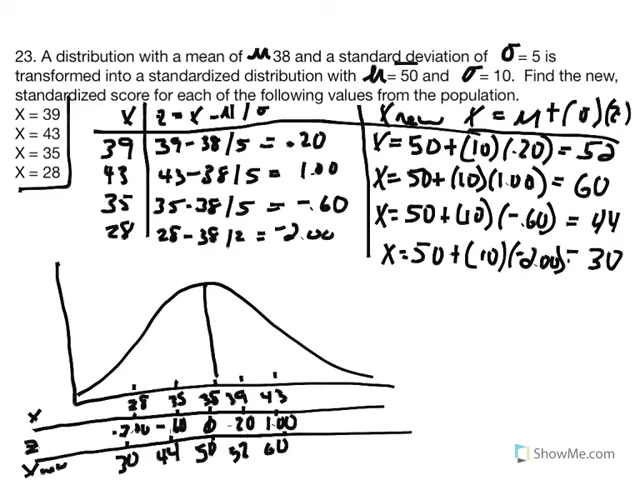 23. A distribution with a mean of μ 38 and a standard deviation of σ = 5 is
transformed into a standardized distribution with μ = 50 and σ = 10. Find the new,
standardized score for each of the following values from the population.
X = 39
X = 43
X = 35
X = 28
X z = X - M / σ
39 39 - 38 / 5 = .20
43 43 - 38 / 5 = 1.00
35 35 - 38 / 5 = -.60
28 28 - 38 / 2 = -2.00
X new X = M + (σ)(z)
X = 50 + (10)(.20) = 52
X = 50 + (10)(1.00) = 60
X = 50 + (10)(-.60) = 44
X = 50 + (10)(-2.00) = 30
X 28 35 38 39 43
Z -2.00 -.60 0 .20 1.00
X new 30 44 50 52 60
ShowMe.com